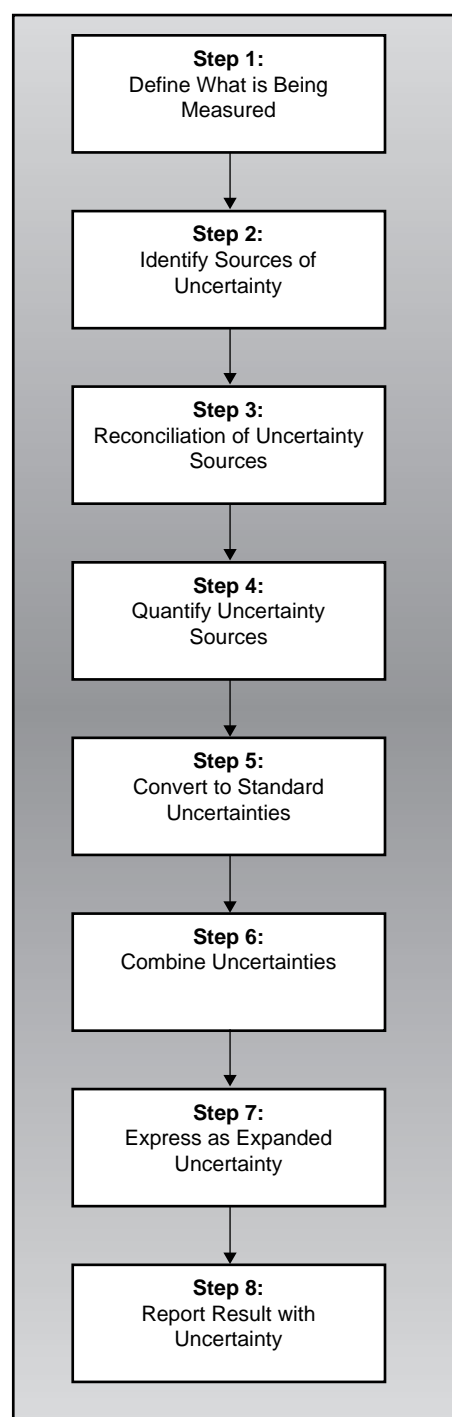 Step 1:
Define What is Being
Measured
Step 2:
Identify Sources of
Uncertainty
Step 3:
Reconciliation of Uncertainty
Sources
Step 4:
Quantify Uncertainty
Sources
Step 5:
Convert to Standard
Uncertainties
Step 6:
Combine Uncertainties
Step 7:
Express as Expanded
Uncertainty
Step 8:
Report Result with
Uncertainty